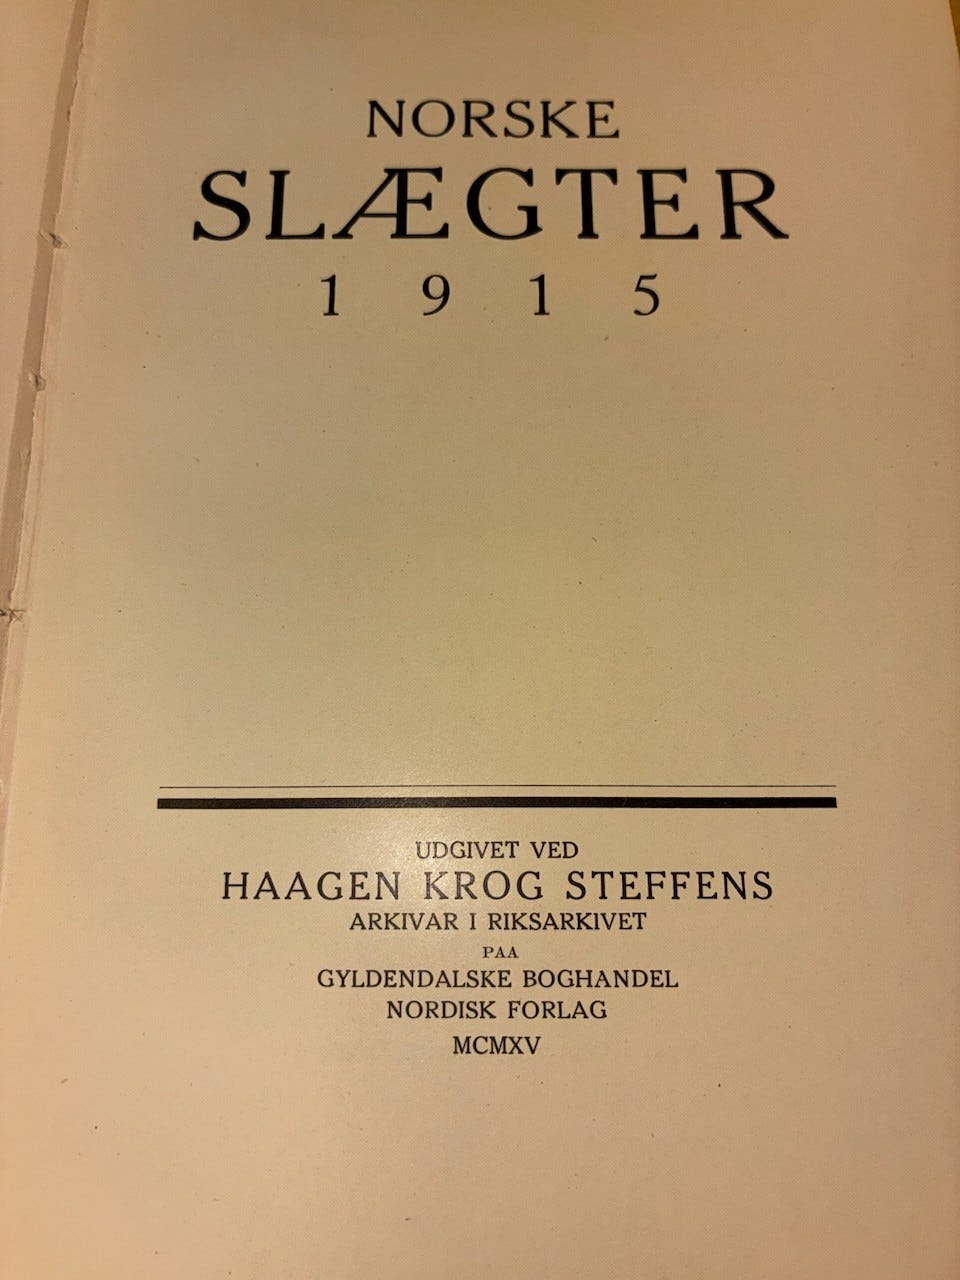 NORSKE
SLÆGTER
1915
UDGIVET VED
HAAGEN KROG STEFFENS
ARKIVAR I RIKSARKIVET
PAA
GYLDENDALSKE BOGHANDEL
NORDISK FORLAG
MCMXV